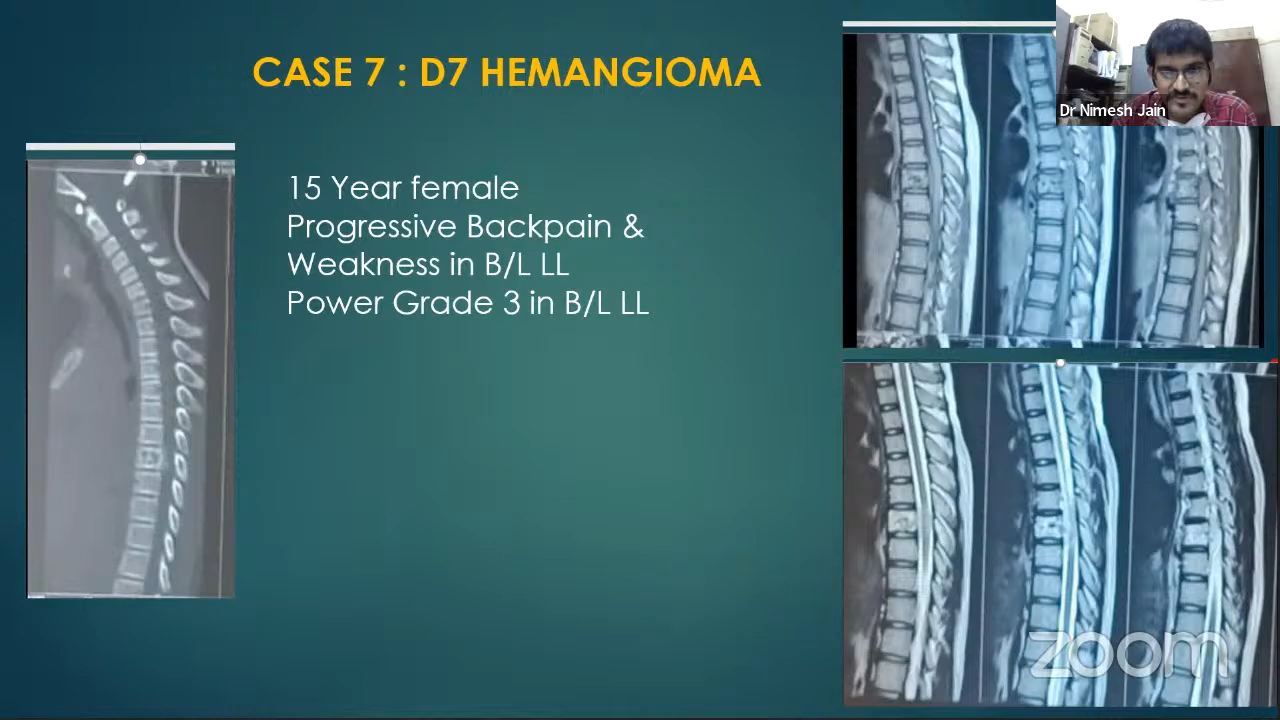 CASE 7 : D7 HEMANGIOMA
Dr Nimesh Jain
15 Year female
Progressive Backpain &
Weakness in B/L LL
Power Grade 3 in B/L LL
zoom